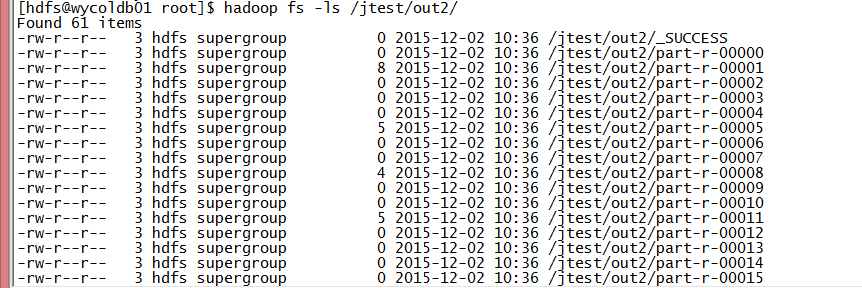 [hdfs@wycoldb01 root]$ hadoop fs -ls /jtest/out2/
Found 61 items
-rw-r--r--   3 hdfs supergroup          0 2015-12-02 10:36 /jtest/out2/_SUCCESS
-rw-r--r--   3 hdfs supergroup          0 2015-12-02 10:36 /jtest/out2/part-r-00000
-rw-r--r--   3 hdfs supergroup          8 2015-12-02 10:36 /jtest/out2/part-r-00001
-rw-r--r--   3 hdfs supergroup          0 2015-12-02 10:36 /jtest/out2/part-r-00002
-rw-r--r--   3 hdfs supergroup          0 2015-12-02 10:36 /jtest/out2/part-r-00003
-rw-r--r--   3 hdfs supergroup          0 2015-12-02 10:36 /jtest/out2/part-r-00004
-rw-r--r--   3 hdfs supergroup          5 2015-12-02 10:36 /jtest/out2/part-r-00005
-rw-r--r--   3 hdfs supergroup          0 2015-12-02 10:36 /jtest/out2/part-r-00006
-rw-r--r--   3 hdfs supergroup          0 2015-12-02 10:36 /jtest/out2/part-r-00007
-rw-r--r--   3 hdfs supergroup          4 2015-12-02 10:36 /jtest/out2/part-r-00008
-rw-r--r--   3 hdfs supergroup          0 2015-12-02 10:36 /jtest/out2/part-r-00009
-rw-r--r--   3 hdfs supergroup          0 2015-12-02 10:36 /jtest/out2/part-r-00010
-rw-r--r--   3 hdfs supergroup          5 2015-12-02 10:36 /jtest/out2/part-r-00011
-rw-r--r--   3 hdfs supergroup          0 2015-12-02 10:36 /jtest/out2/part-r-00012
-rw-r--r--   3 hdfs supergroup          0 2015-12-02 10:36 /jtest/out2/part-r-00013
-rw-r--r--   3 hdfs supergroup          0 2015-12-02 10:36 /jtest/out2/part-r-00014
-rw-r--r--   3 hdfs supergroup          0 2015-12-02 10:36 /jtest/out2/part-r-00015